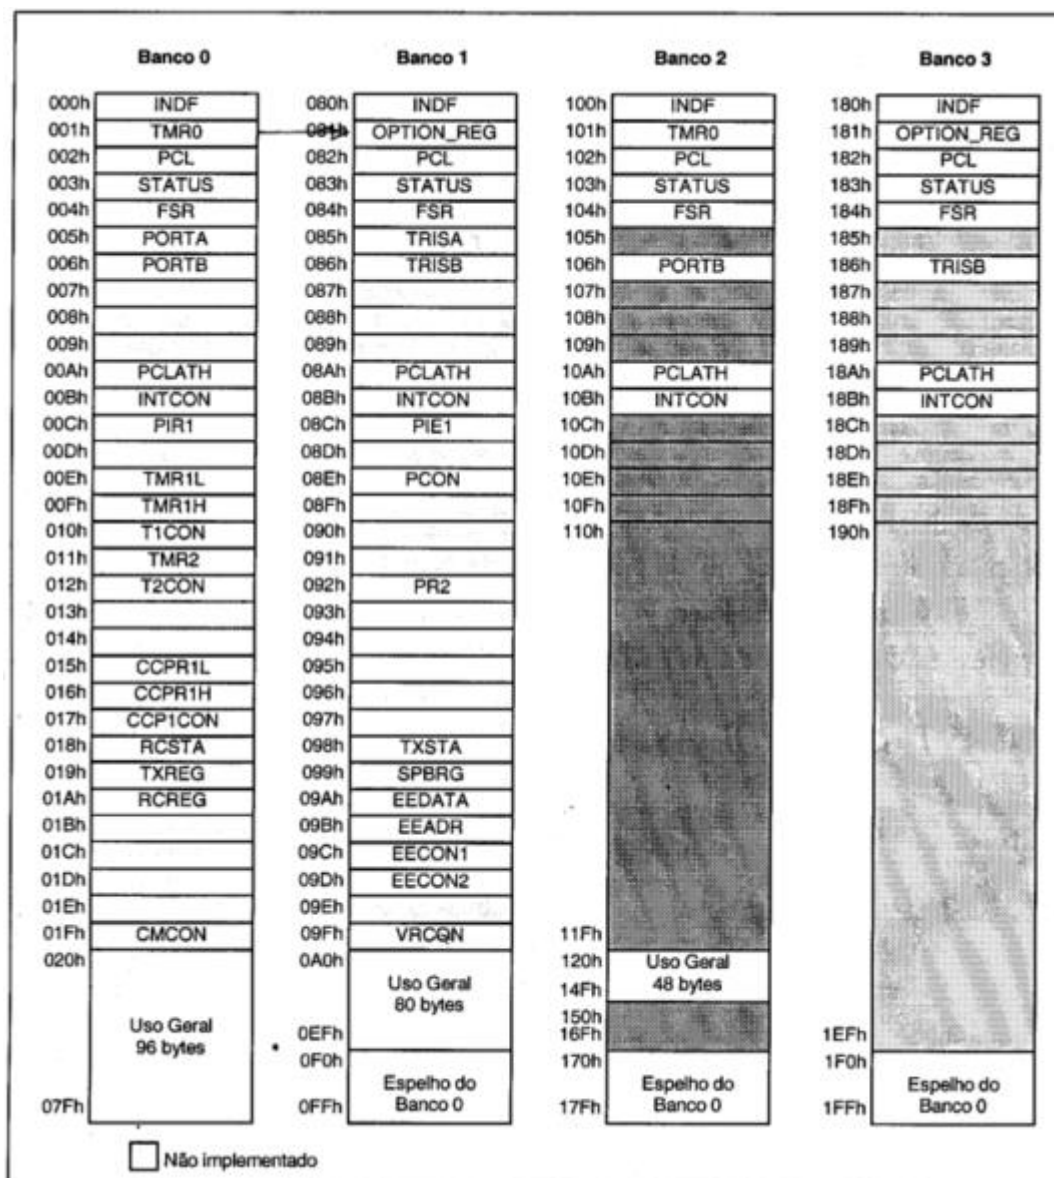 Banco 0 Banco 1 Banco 2 Banco 3
000h INDF 080h INDF 100h INDF 180h INDF
001h TMR0 081h OPTION_REG 101h TMR0 181h OPTION_REG
002h PCL 082h PCL 102h PCL 182h PCL
003h STATUS 083h STATUS 103h STATUS 183h STATUS
004h FSR 084h FSR 104h FSR 184h FSR
005h PORTA 085h TRISA 105h 185h
006h PORTB 086h TRISB 106h PORTB 186h TRISB
007h 087h 107h 187h
008h 088h 108h 188h
009h 089h 109h 189h
00Ah PCLATH 08Ah PCLATH 10Ah PCLATH 18Ah PCLATH
00Bh INTCON 08Bh INTCON 10Bh INTCON 18Bh INTCON
00Ch PIR1 08Ch PIE1 10Ch 18Ch
00Dh 08Dh 10Dh 18Dh
00Eh TMR1L 08Eh PCON 10Eh 18Eh
00Fh TMR1H 08Fh 10Fh 18Fh
010h T1CON 090h 110h 190h
011h TMR2 091h
012h T2CON 092h PR2
013h 093h
014h 094h
015h CCPR1L 095h
016h CCPR1H 096h
017h CCP1CON 097h
018h RCSTA 098h TXSTA
019h TXREG 099h SPBRG
01Ah RCREG 09Ah EEDATA
01Bh 09Bh EEADR
01Ch 09Ch EECON1
01Dh 09Dh EECON2
01Eh 09Eh
01Fh CMCON 09Fh VRCON 11Fh
020h 0A0h 120h Uso Geral
Uso Geral 14Fh 48 bytes
80 bytes
Uso Geral 150h
96 bytes 0EFh 16Fh 1EFh
0F0h 170h 1F0h
Espelho do Espelho do Espelho do
07Fh 0FFh Banco 0 17Fh Banco 0 1FFh Banco 0
Não implementado